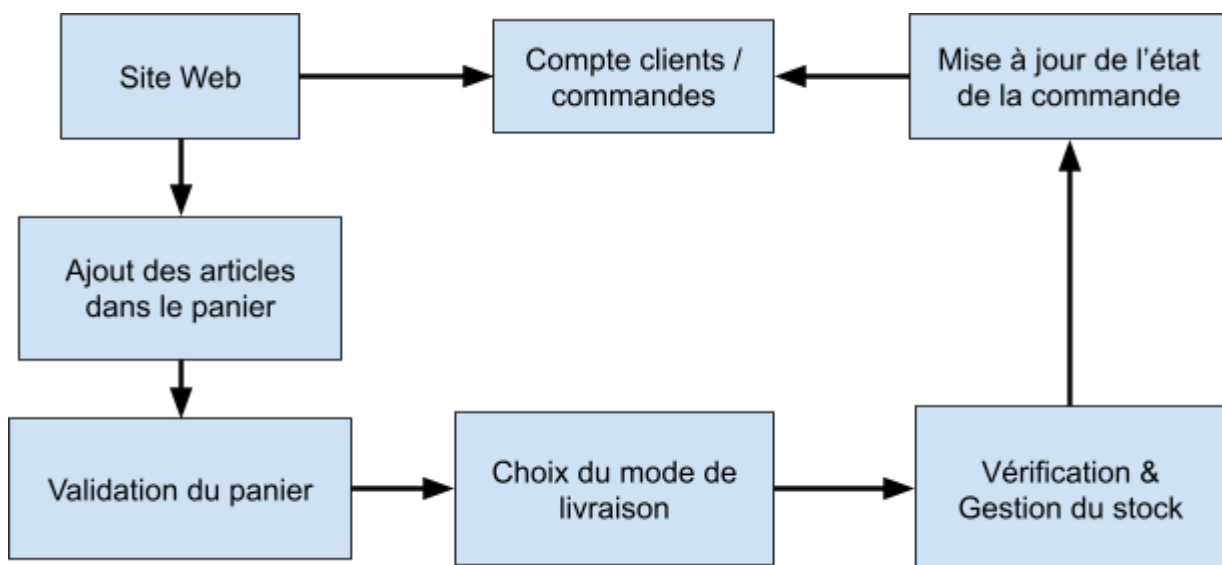 Site Web
Compte clients /
commandes
Mise à jour de l'état
de la commande
Ajout des articles
dans le panier
Validation du panier
Choix du mode de
livraison
Vérification &
Gestion du stock